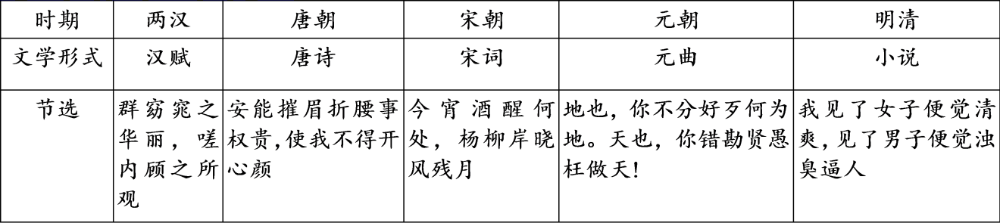 时期 两汉 唐朝 宋朝 元朝 明清
文学形式 汉赋 唐诗 宋词 元曲 小说
节选 群窈窕之华丽，嗟内顾之所观 安能摧眉折腰事权贵,使我不得开心颜 今宵酒醒何处，杨柳岸晓风残月 地也，你不分好歹何为地。天也，你错勘贤愚枉做天! 我见了女子便觉清爽，见了男子便觉浊臭逼人